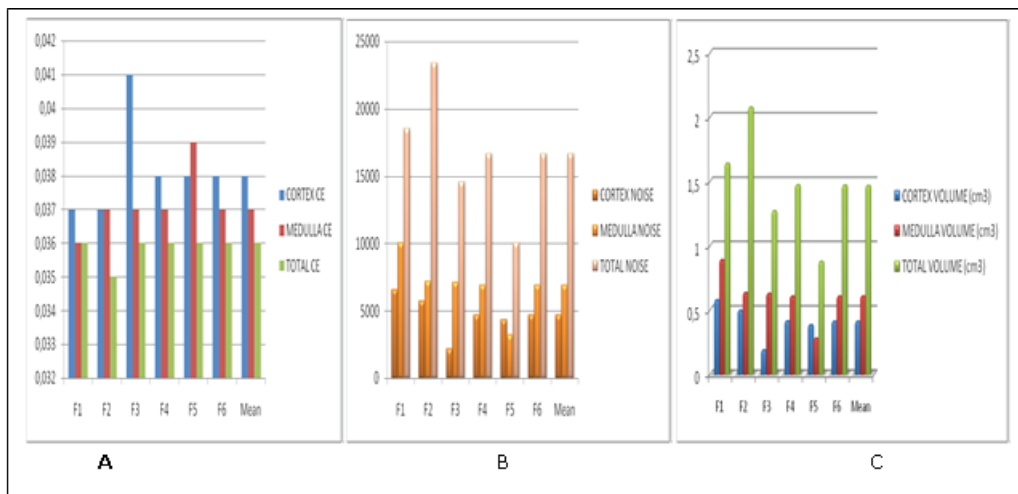 0,042
0,041
0,04
0,039
0,038
0,037
0,036
0,035
0,034
0,033
0,032
F1 F2 F3 F4 F5 F6 Mean
CORTEX CE
MEDULLA CE
TOTAL CE
A
25000
20000
15000
10000
5000
0
F1 F2 F3 F4 F5 F6 Mean
CORTEX NOISE
MEDULLA NOISE
TOTAL NOISE
B
2,5
2
1,5
1
0,5
0
F1 F2 F3 F4 F5 F6 Mean
CORTEX VOLUME (cm3)
MEDULLA VOLUME (cm3)
TOTAL VOLUME (cm3)
C